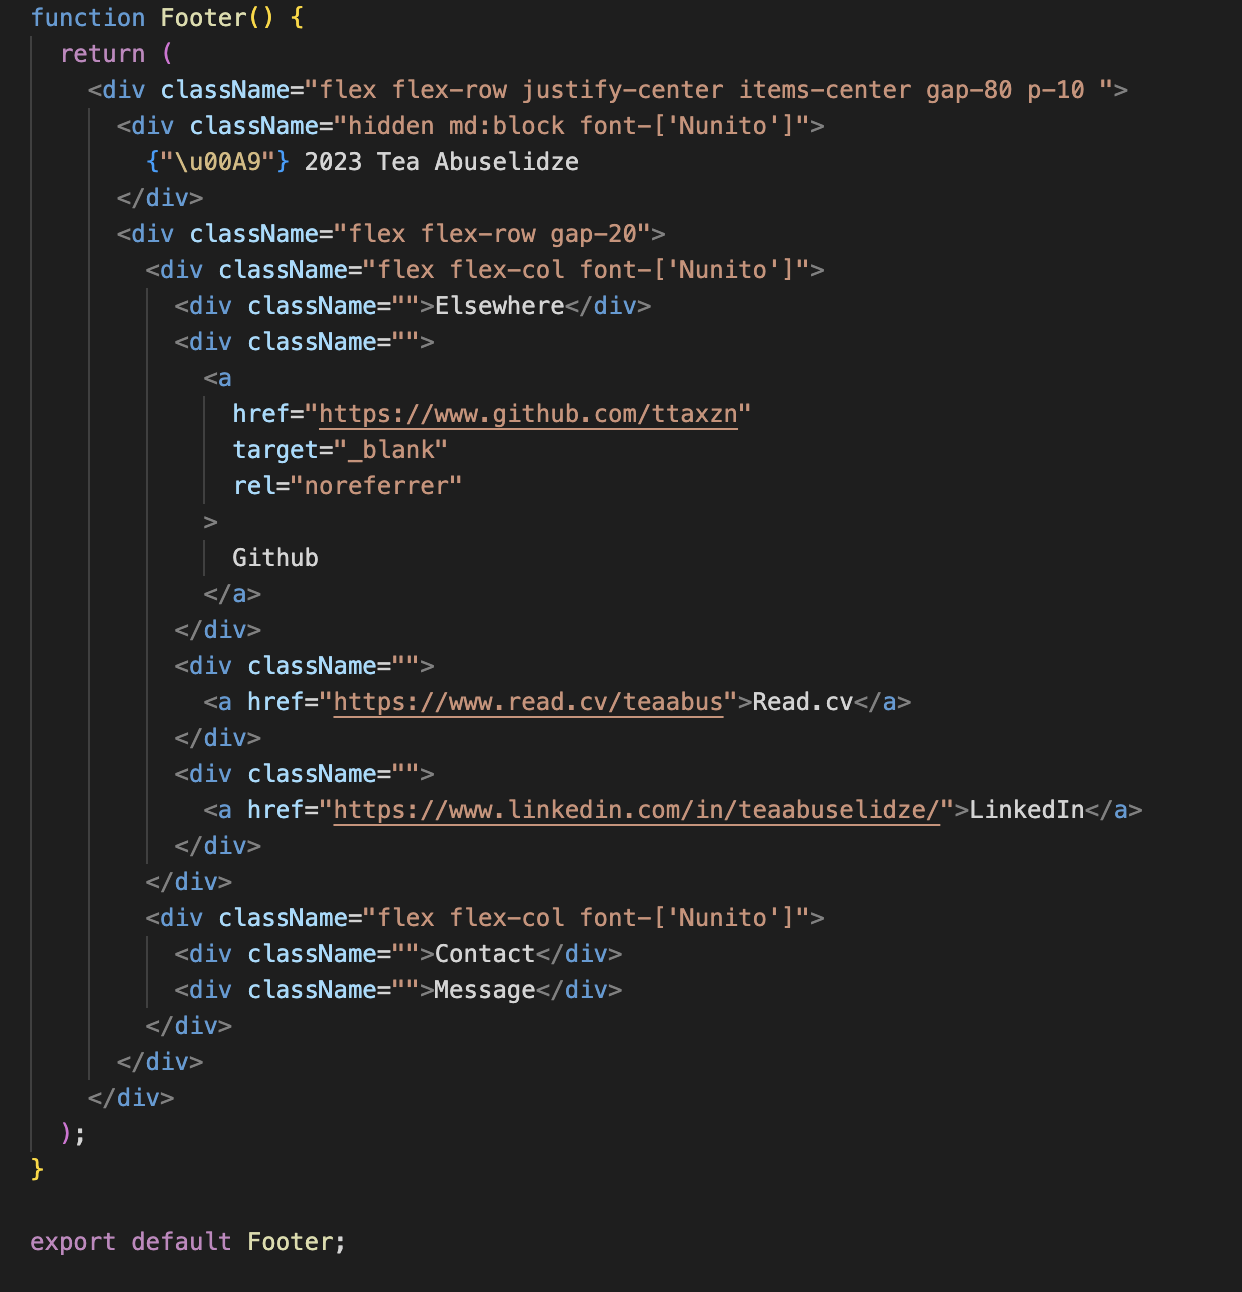 function Footer() {
  return (
    <div className="flex flex-row justify-center items-center gap-80 p-10 ">
      <div className="hidden md:block font-['Nunito']">
        {"\u00A9"} 2023 Tea Abuselidze
      </div>
      <div className="flex flex-row gap-20">
        <div className="flex flex-col font-['Nunito']">
          <div className="">Elsewhere</div>
          <div className="">
            <a
              href="https://www.github.com/ttaxzn"
              target="_blank"
              rel="noreferrer"
            >
              Github
            </a>
          </div>
          <div className="">
            <a href="https://www.read.cv/teaabus">Read.cv</a>
          </div>
          <div className="">
            <a href="https://www.linkedin.com/in/teaabuselidze/">LinkedIn</a>
          </div>
        </div>
        <div className="flex flex-col font-['Nunito']">
          <div className="">Contact</div>
          <div className="">Message</div>
        </div>
      </div>
    </div>
  );
}

export default Footer;